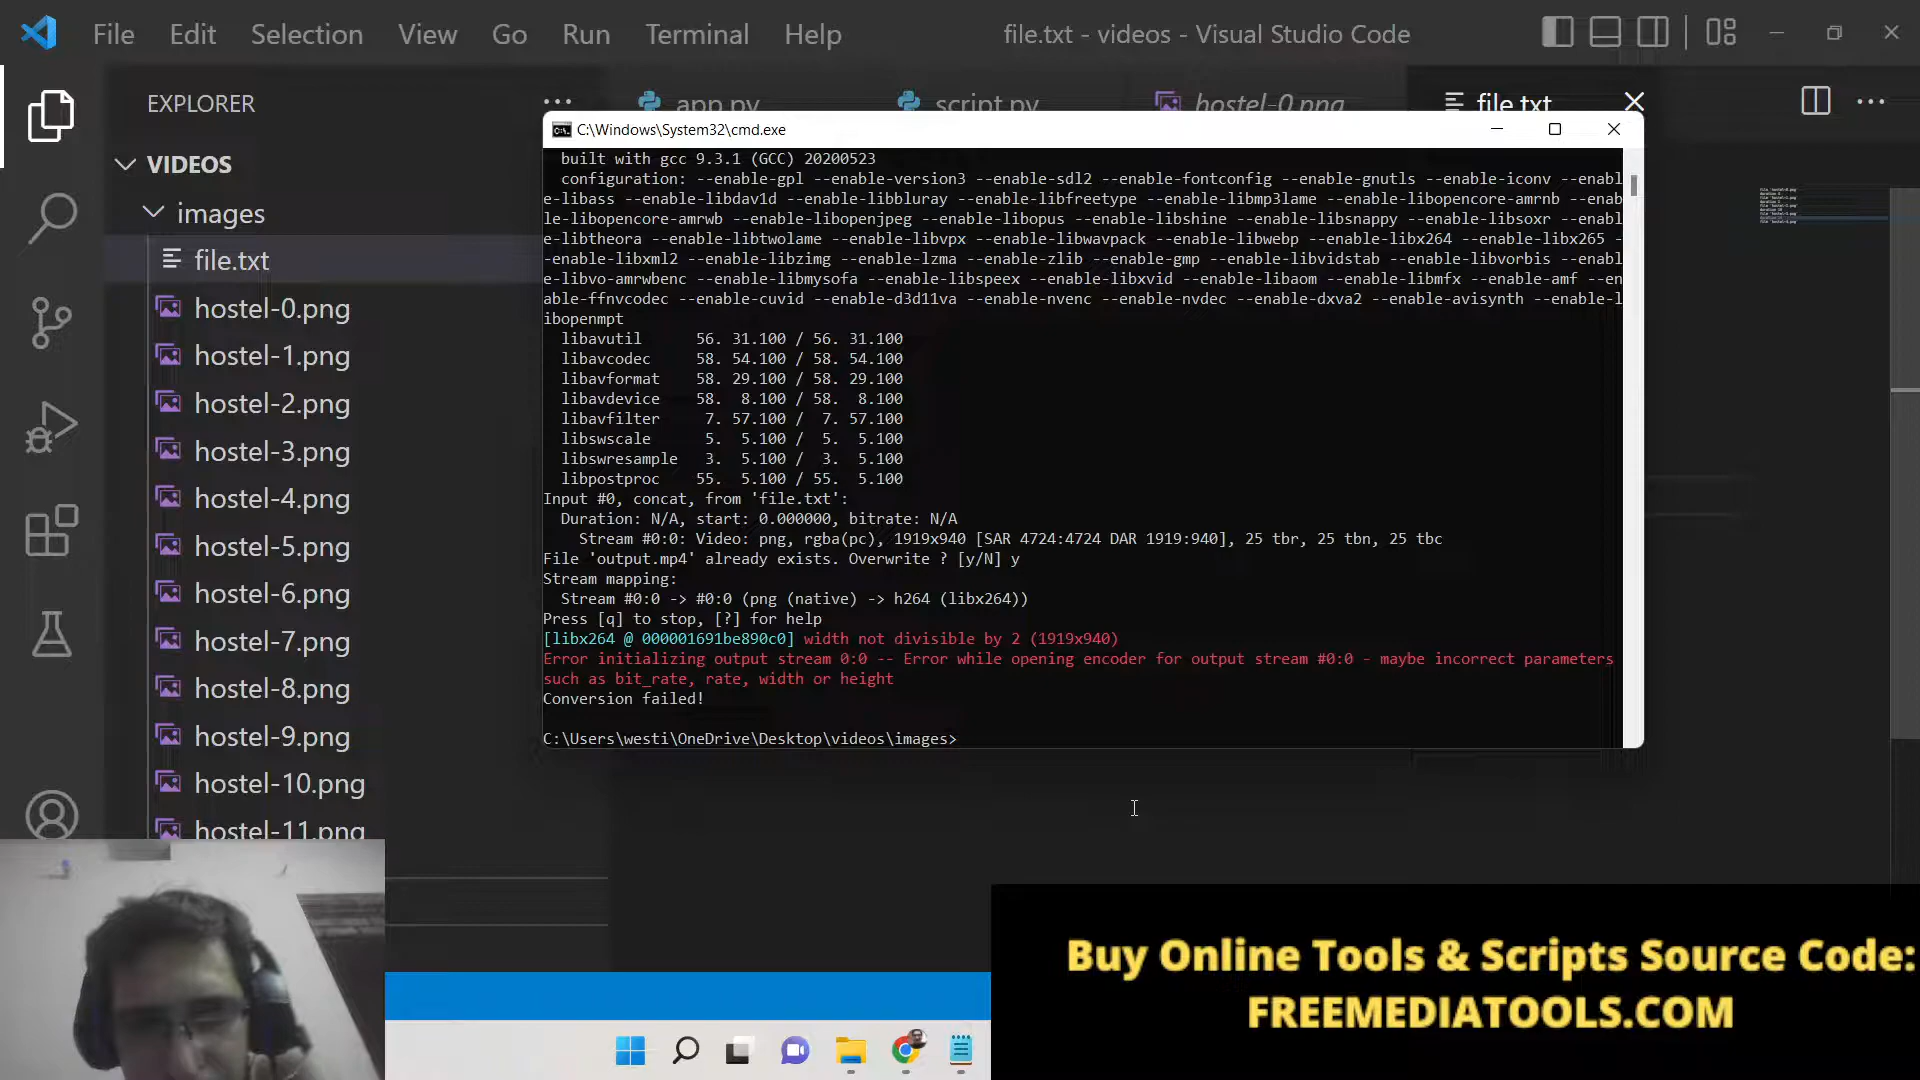 File Edit Selection View Go Run Terminal Help
file.txt - videos - Visual Studio Code
EXPLORER
app.py
script.py
hostel-0.png
file.txt
VIDEOS
images
file.txt
hostel-0.png
hostel-1.png
hostel-2.png
hostel-3.png
hostel-4.png
hostel-5.png
hostel-6.png
hostel-7.png
hostel-8.png
hostel-9.png
hostel-10.png
hostel-11.png
C:\Windows\System32\cmd.exe
built with gcc 9.3.1 (GCC) 20200523
configuration: --enable-gpl --enable-version3 --enable-sdl2 --enable-fontconfig --enable-gnutls --enable-iconv --enabl
e-libass --enable-libdav1d --enable-libbluray --enable-libfreetype --enable-libmp3lame --enable-libopencore-amrnb --enab
le-libopencore-amrwb --enable-libopenjpeg --enable-libopus --enable-libshine --enable-libsnappy --enable-libsoxr --enabl
e-libtheora --enable-libtwolame --enable-libvpx --enable-libwavpack --enable-libwebp --enable-libx264 --enable-libx265 -
-enable-libxml2 --enable-libzimg --enable-lzma --enable-zlib --enable-gmp --enable-libvidstab --enable-libvorbis --enabl
e-libvo-amrwbenc --enable-libmysofa --enable-libspeex --enable-libxvid --enable-libaom --enable-libmfx --enable-amf --en
able-ffnvcodec --enable-cuvid --enable-d3d11va --enable-nvenc --enable-nvdec --enable-dxva2 --enable-avisynth --enable-l
ibopenmpt
libavutil 56. 31.100 / 56. 31.100
libavcodec 58. 54.100 / 58. 54.100
libavformat 58. 29.100 / 58. 29.100
libavdevice 58. 8.100 / 58. 8.100
libavfilter 7. 57.100 / 7. 57.100
libswscale 5. 5.100 / 5. 5.100
libswresample 3. 5.100 / 3. 5.100
libpostproc 55. 5.100 / 55. 5.100
Input #0, concat, from 'file.txt':
Duration: N/A, start: 0.000000, bitrate: N/A
Stream #0:0: Video: png, rgba(pc), 1919x940 [SAR 4724:4724 DAR 1919:940], 25 tbr, 25 tbn, 25 tbc
File 'output.mp4' already exists. Overwrite ? [y/N] y
Stream mapping:
Stream #0:0 -> #0:0 (png (native) -> h264 (libx264))
Press [q] to stop, [?] for help
[libx264 @ 000001691be890c0] width not divisible by 2 (1919x940)
Error initializing output stream 0:0 -- Error while opening encoder for output stream #0:0 - maybe incorrect parameters
such as bit_rate, rate, width or height
Conversion failed!
C:\Users\westi\OneDrive\Desktop\videos\images>
Buy Online Tools & Scripts Source Code:
FREEMEDIATOOLS.COM